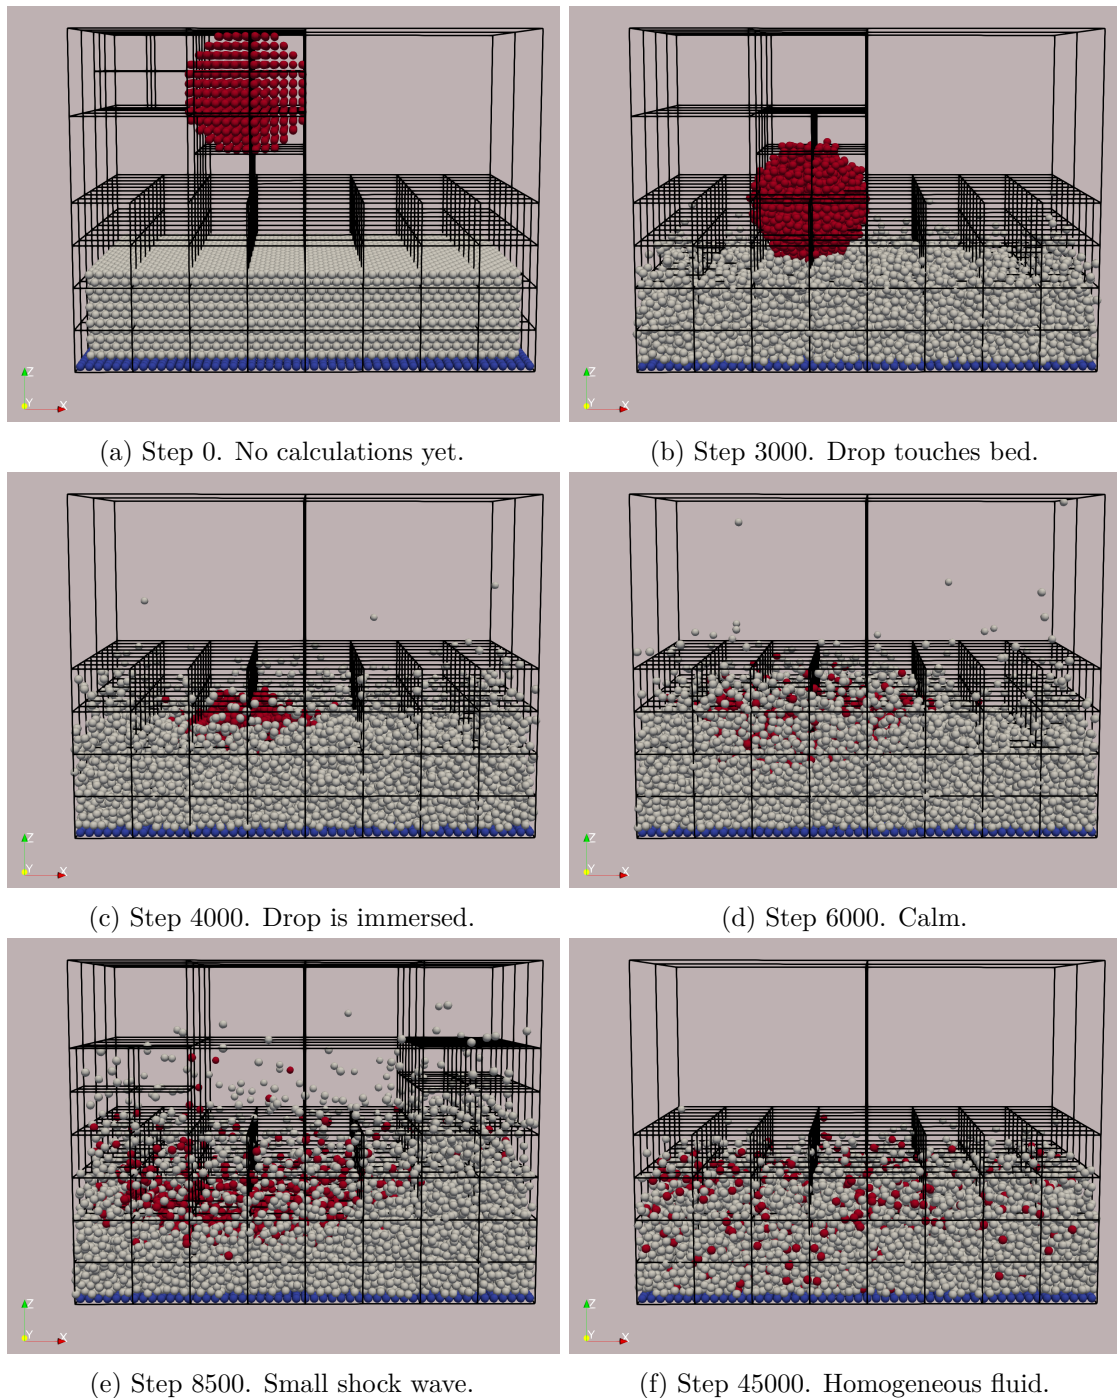 Z
Y
X
Z
Y
X
(a) Step 0. No calculations yet.
(b) Step 3000. Drop touches bed.
Z
Y
X
Z
Y
X
(c) Step 4000. Drop is immersed.
(d) Step 6000. Calm.
Z
Y
X
Z
Y
X
(e) Step 8500. Small shock wave.
(f) Step 45000. Homogeneous fluid.